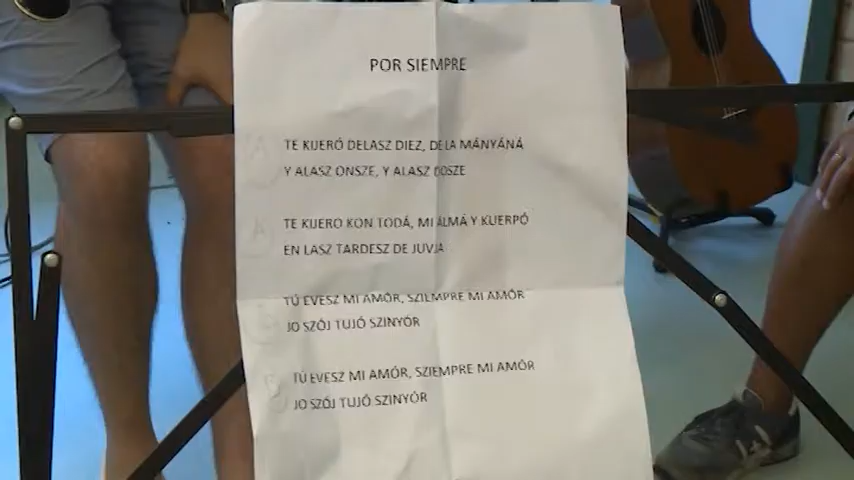 POR SIEMPRE
A TE KUERÓ DELASZ DIEZ, DE LA MÁNYÁNÁ
Y ALASZ ONSZE, Y ALASZ DOSZE
A TE KUERO KON TODÁ, MI ALMÁ Y KUERPÓ
EN LASZ TARDESZ DE JUVJA
B TÚ EVESZ MI AMÓR, SZIEMPRE MI AMÓR
JO SZÓJ TUJÓ SZINYÓR
B TÚ EVESZ MI AMÓR, SZIEMPRE MI AMÓR
JO SZÓJ TUJÓ SZINYÓR